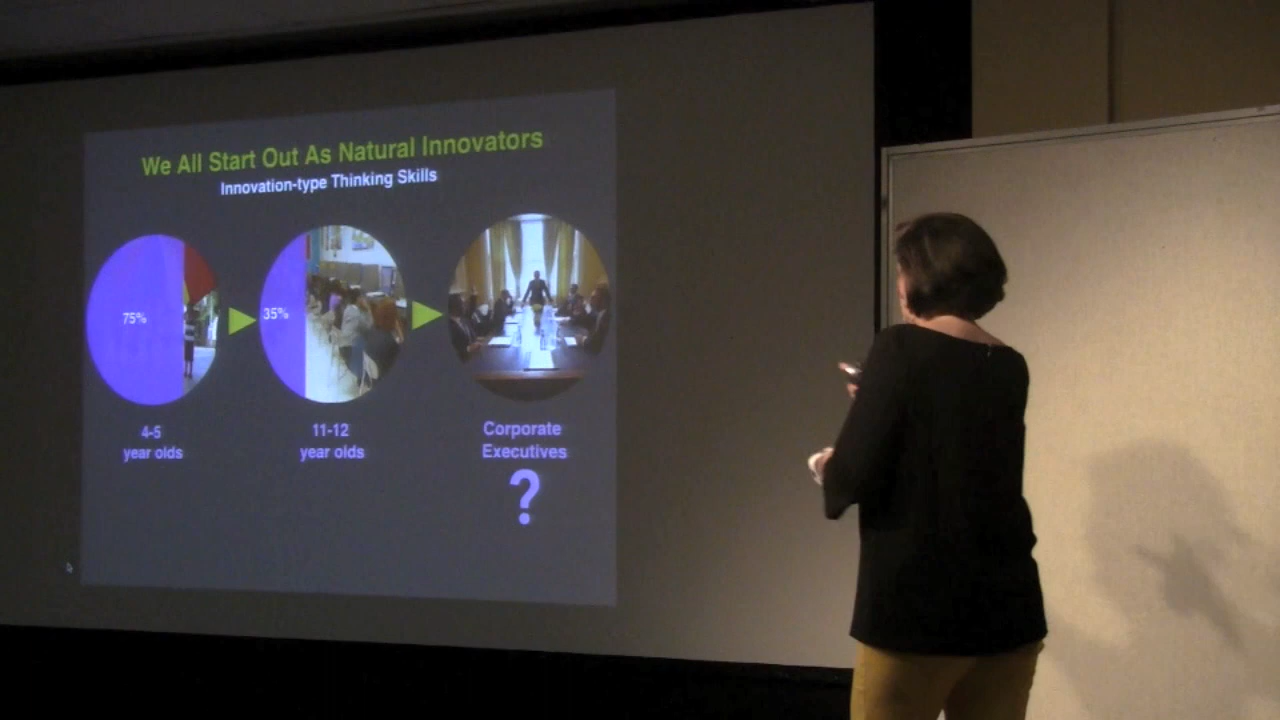 We All Start Out As Natural Innovators
Innovation-type Thinking Skills
75%
35%
4-5
year olds
11-12
year olds
Corporate
Executives
?